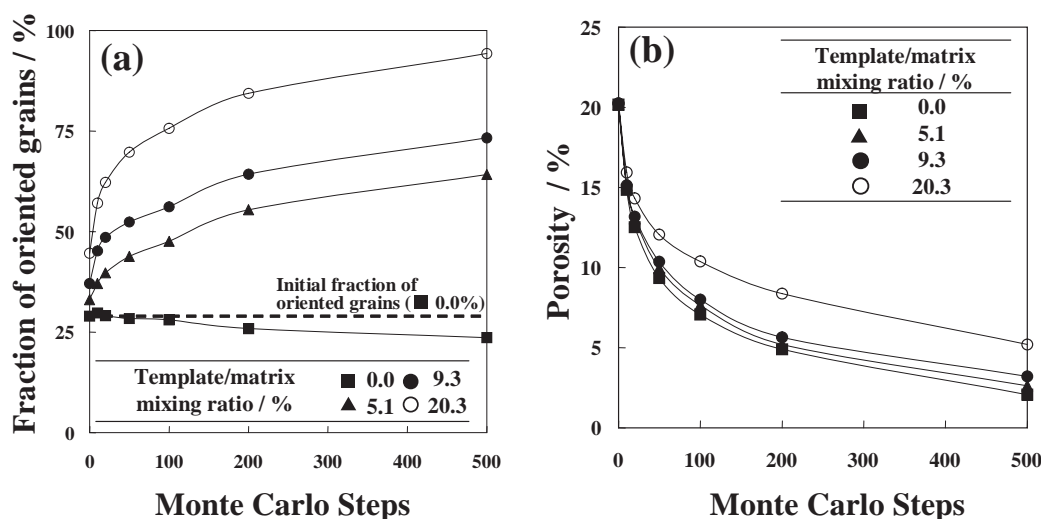 (a)
100
75
50
25
0
Fraction of oriented grains / %
Initial fraction of
oriented grains ( ■ 0.0%)
Template/matrix
mixing ratio / %
■ 0.0 ● 9.3
▲ 5.1 ○ 20.3
0 100 200 300 400 500
Monte Carlo Steps
(b)
25
20
15
10
5
0
Porosity / %
Template/matrix
mixing ratio / %
■ 0.0
▲ 5.1
● 9.3
○ 20.3
0 100 200 300 400 500
Monte Carlo Steps